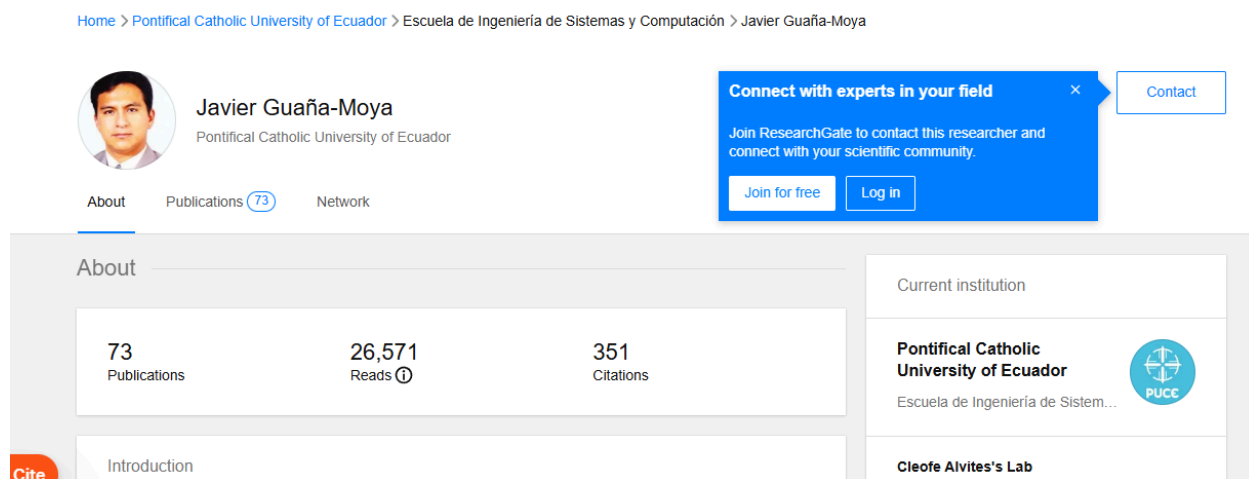 Home > Pontifical Catholic University of Ecuador > Escuela de Ingeniería de Sistemas y Computación > Javier Guaña-Moya
Javier Guaña-Moya
Pontifical Catholic University of Ecuador
Connect with experts in your field ×
Join ResearchGate to contact this researcher and
connect with your scientific community.
Join for free Log in
Contact
About Publications 73 Network
About
73 26,571 351
Publications Reads Citations
Introduction
Cite
Current institution
Pontifical Catholic
University of Ecuador
Escuela de Ingeniería de Sistem...
PUCE
Cleofe Alvites's Lab